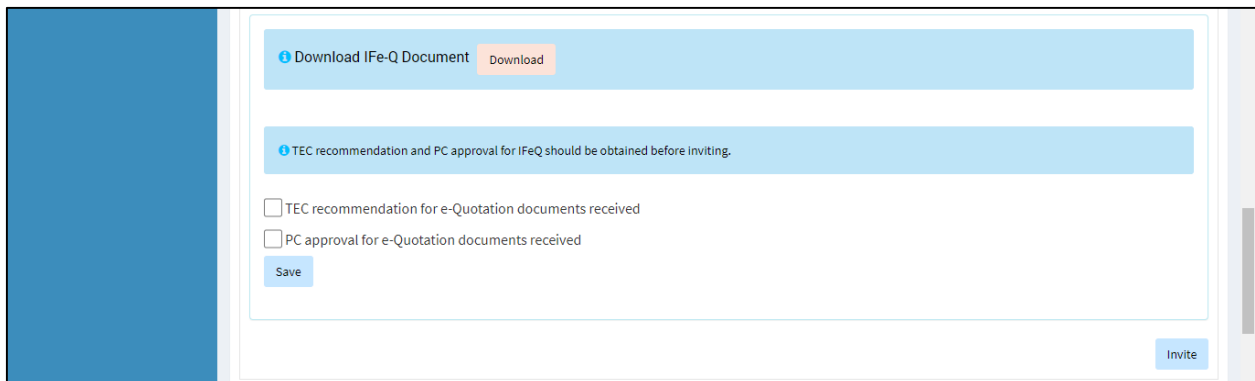 Download IFe-Q Document Download
TEC recommendation and PC approval for IFeQ should be obtained before inviting.
TEC recommendation for e-Quotation documents received
PC approval for e-Quotation documents received
Save
Invite